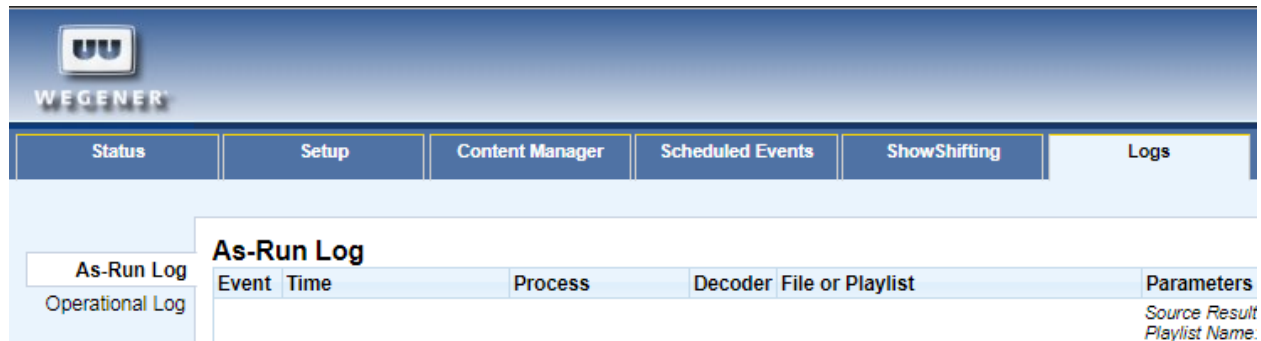 WEGENER
Status Setup Content Manager Scheduled Events ShowShifting Logs
As-Run Log
As-Run Log
Operational Log
Event Time Process Decoder File or Playlist Parameters
Source Result
Playlist Name: